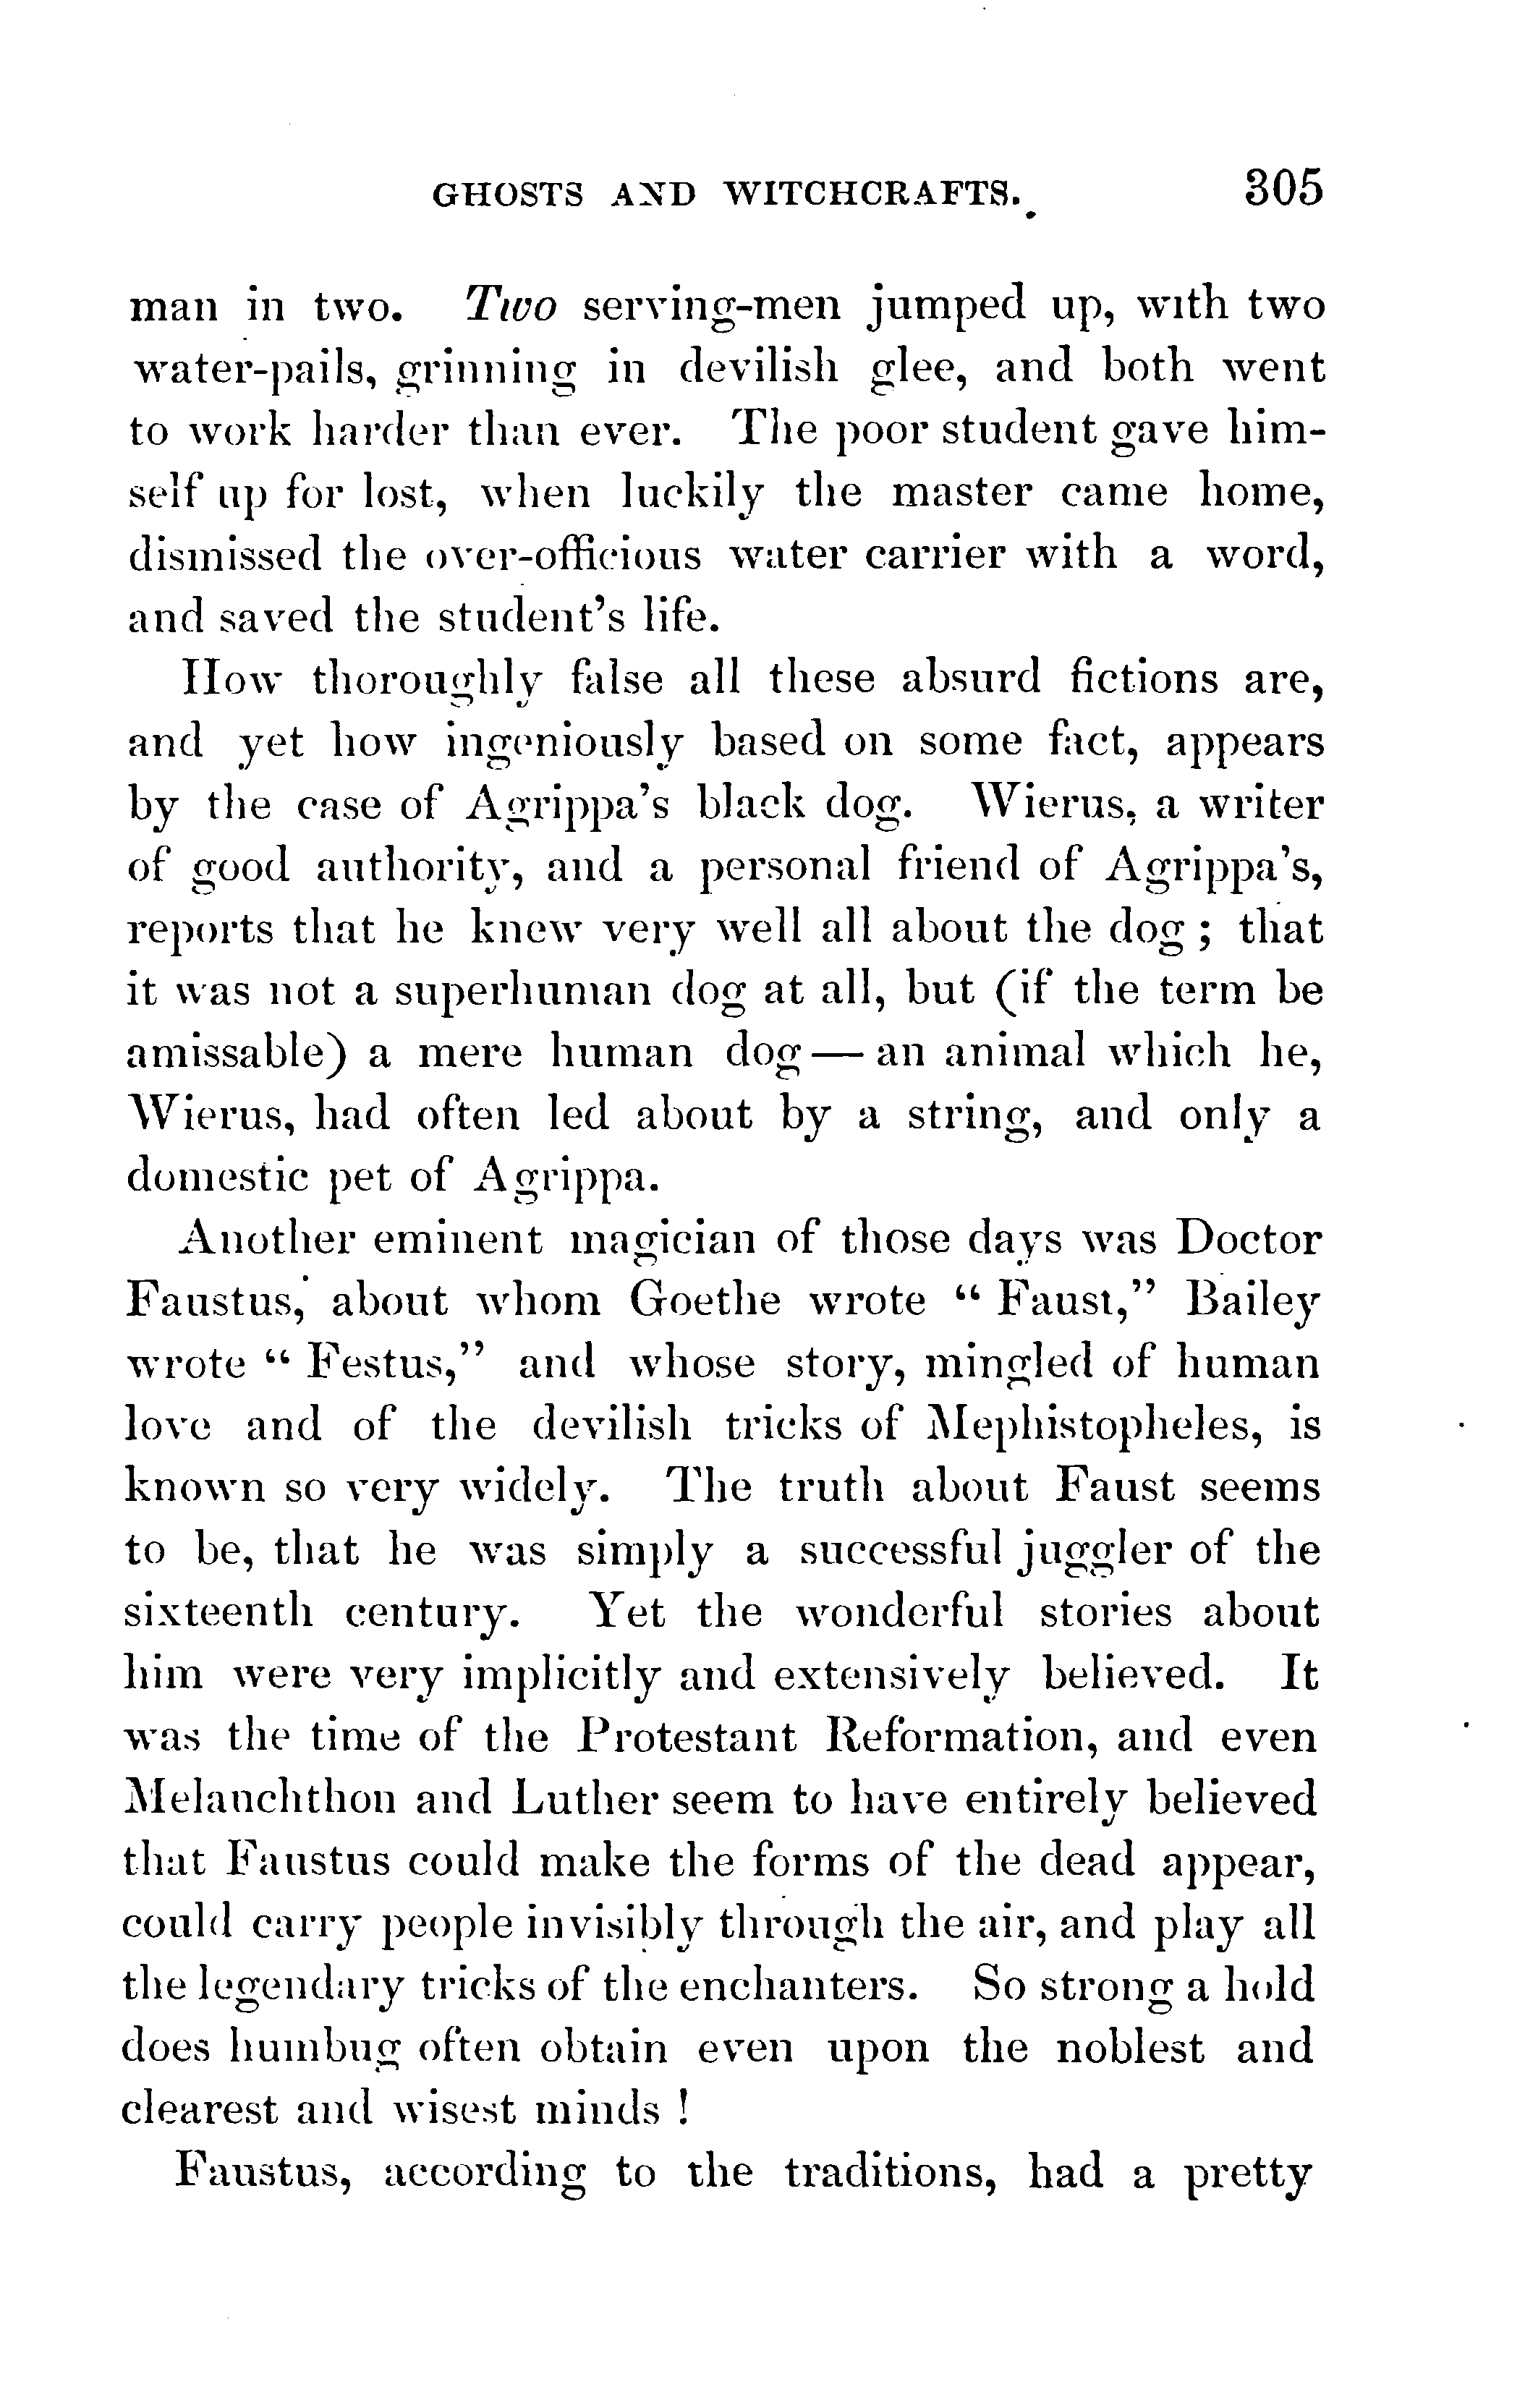 GHOSTS AND WITCHCRAFTS. 305
man in two. Two serving-men jumped up, with two
water-pails, grinning in devilish glee, and both went
to work harder than ever. The poor student gave him-
self up for lost, when luckily the master came home,
dismissed the over-officious water carrier with a word,
and saved the student's life.
How thoroughly false all these absurd fictions are,
and yet how ingeniously based on some fact, appears
by the case of Agrippa's black dog. Wierus, a writer
of good authority, and a personal friend of Agrippa's,
reports that he knew very well all about the dog ; that
it was not a superhuman dog at all, but (if the term be
amissable) a mere human dog — an animal which he,
Wierus, had often led about by a string, and only a
domestic pet of Agrippa.
Another eminent magician of those days was Doctor
Faustus, about whom Goethe wrote “ Faust,” Bailey
wrote “ Festus,” and whose story, mingled of human
love and of the devilish tricks of Mephistopheles, is
known so very widely. The truth about Faust seems
to be, that he was simply a successful juggler of the
sixteenth century. Yet the wonderful stories about
him were very implicitly and extensively believed. It
was the time of the Protestant Reformation, and even
Melanchthon and Luther seem to have entirely believed
that Faustus could make the forms of the dead appear,
could carry people invisibly through the air, and play all
the legendary tricks of the enchanters. So strong a hold
does humbug often obtain even upon the noblest and
clearest and wisest minds !
Faustus, according to the traditions, had a pretty